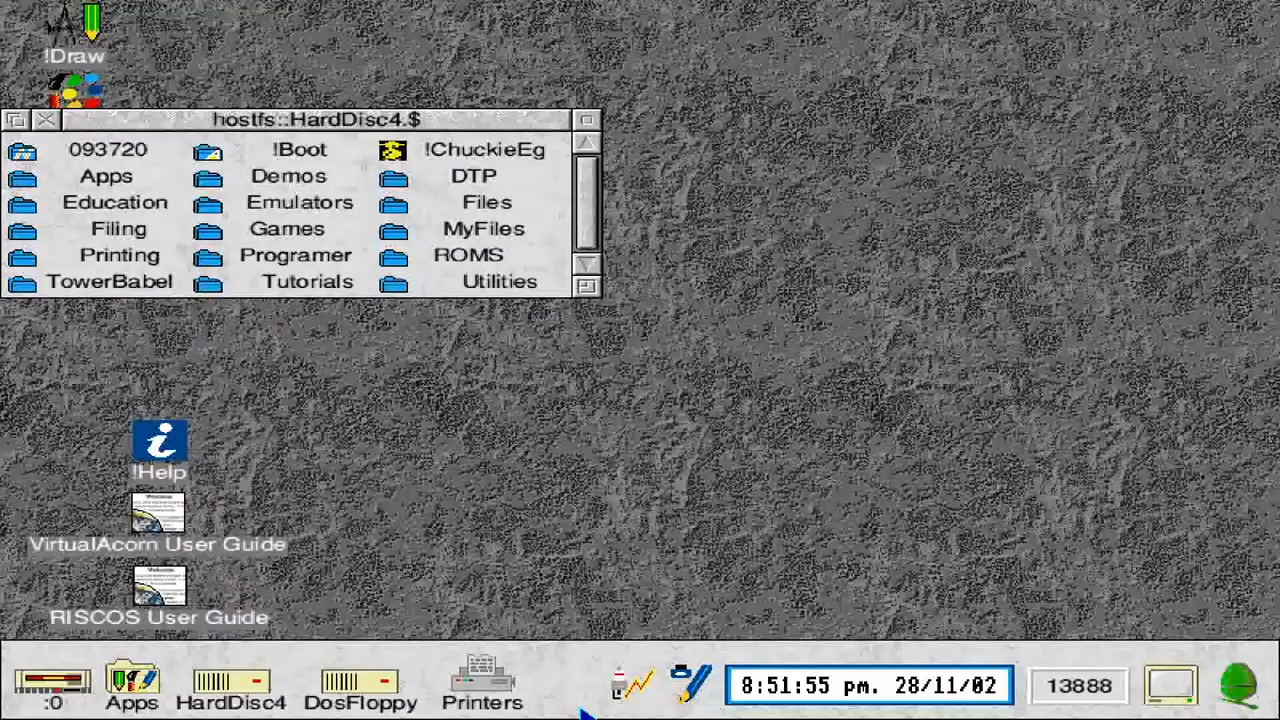 !Draw
hostfs::HardDisc4.$
093720 !Boot !ChuckieEg
Apps Demos DTP
Education Emulators Files
Filing Games MyFiles
Printing Programer ROMS
TowerBabel Tutorials Utilities
!Help
VirtualAcorn User Guide
RISCOS User Guide
8:51:55 pm. 28/11/02
13888
:0 Apps HardDisc4 DosFloppy Printers